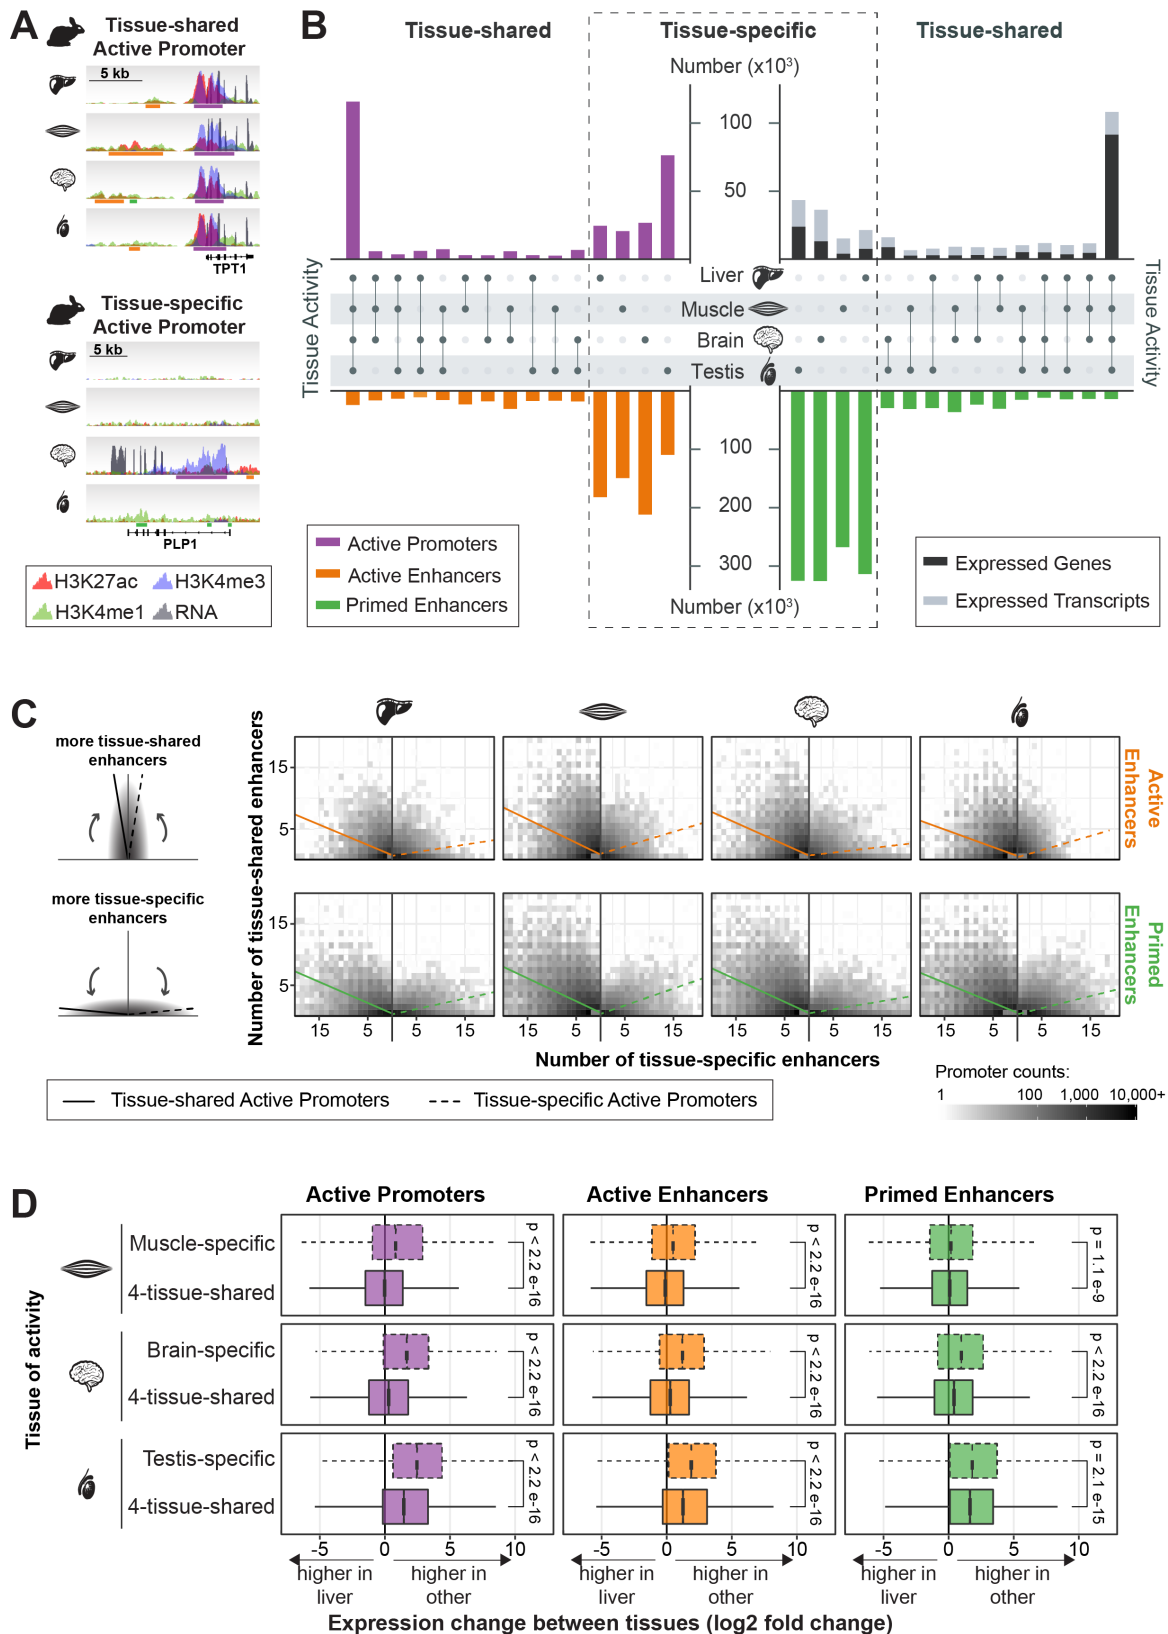 A
Tissue-shared
Active Promoter
5 kb
TPT1
Tissue-specific
Active Promoter
5 kb
PLP1
H3K27ac
H3K4me3
H3K4me1
RNA
B
Tissue-shared
Tissue-specific
Tissue-shared
Number (x10³)
100
50
Tissue Activity
Liver
Muscle
Brain
Testis
Tissue Activity
100
200
300
Number (x10³)
Active Promoters
Active Enhancers
Primed Enhancers
Expressed Genes
Expressed Transcripts
C
more tissue-shared
enhancers
more tissue-specific
enhancers
Number of tissue-shared enhancers
15
5
Active
Enhancers
15
5
Primed
Enhancers
15 5 5 15
15 5 5 15
15 5 5 15
15 5 5 15
Number of tissue-specific enhancers
Tissue-shared Active Promoters
Tissue-specific Active Promoters
Promoter counts:
1 100 1,000 10,000+
D
Active Promoters
Active Enhancers
Primed Enhancers
Tissue of activity
Muscle-specific
4-tissue-shared
p < 2.2 e-16
p < 2.2 e-16
p = 1.1 e-9
Brain-specific
4-tissue-shared
p < 2.2 e-16
p < 2.2 e-16
p < 2.2 e-16
Testis-specific
4-tissue-shared
p < 2.2 e-16
p < 2.2 e-16
p = 2.1 e-15
-5 0 5 10
-5 0 5 10
-5 0 5 10
higher in
liver
higher in
other
higher in
liver
higher in
other
higher in
liver
higher in
other
Expression change between tissues (log2 fold change)